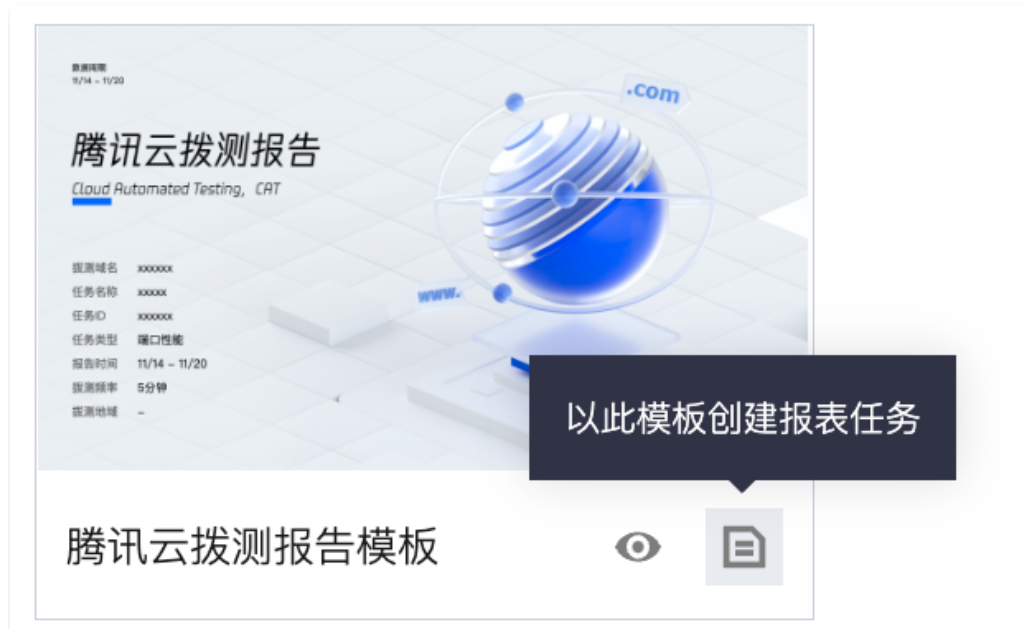 数据周期
11/14 - 11/20
.com
腾讯云拨测报告
Cloud Automated Testing, CAT
拨测域名 xxxxxx
www.
任务名称 xxxxx
任务ID xxxxxx
任务类型 端口性能
报告时间 11/14 - 11/20
拨测频率 5分钟
拨测地域 -
以此模板创建报表任务
腾讯云拨测报告模板